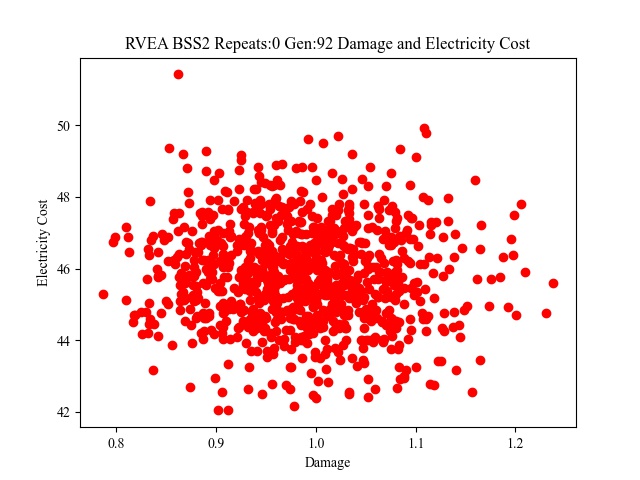 RVEA BSS2 Repeats:0 Gen:92 Damage and Electricity Cost
50
48
46
44
42
Electricity Cost
0.8 0.9 1.0 1.1 1.2
Damage